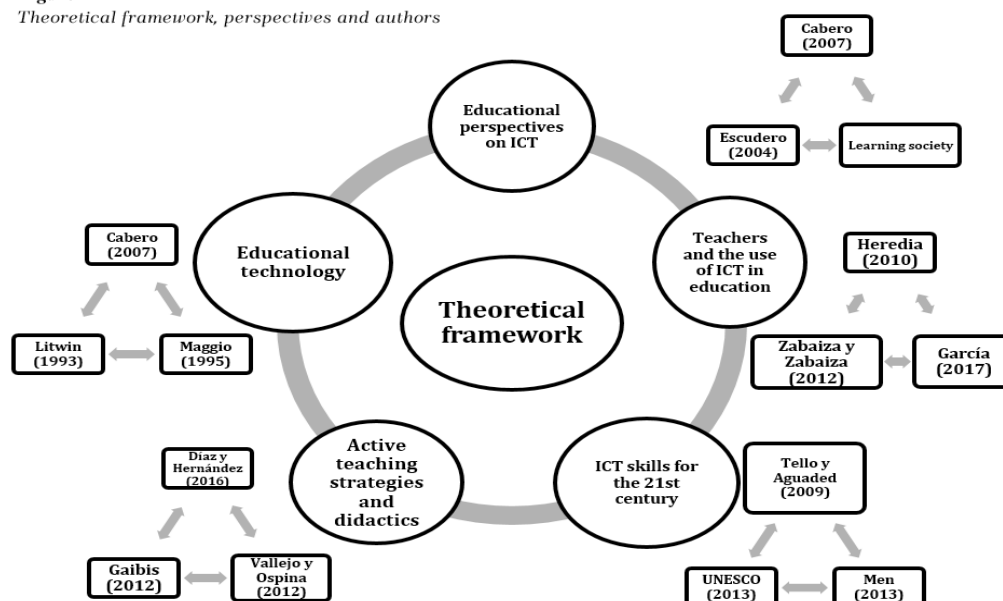 Theoretical framework, perspectives and authors
Cabero
(2007)
Educational
perspectives
on ICT
Escudero
(2004)
Learning society
Cabero
(2007)
Educational
technology
Teachers
and the use
of ICT in
education
Heredia
(2010)
Theoretical
framework
Litwin
(1993)
Maggio
(1995)
Zabaiza y
Zabaiza
(2012)
García
(2017)
Díaz y
Hernández
(2016)
Active
teaching
strategies
and
didactics
ICT skills for
the 21st
century
Tello y
Aguaded
(2009)
Gaibis
(2012)
Vallejo y
Ospina
(2012)
UNESCO
(2013)
Men
(2013)